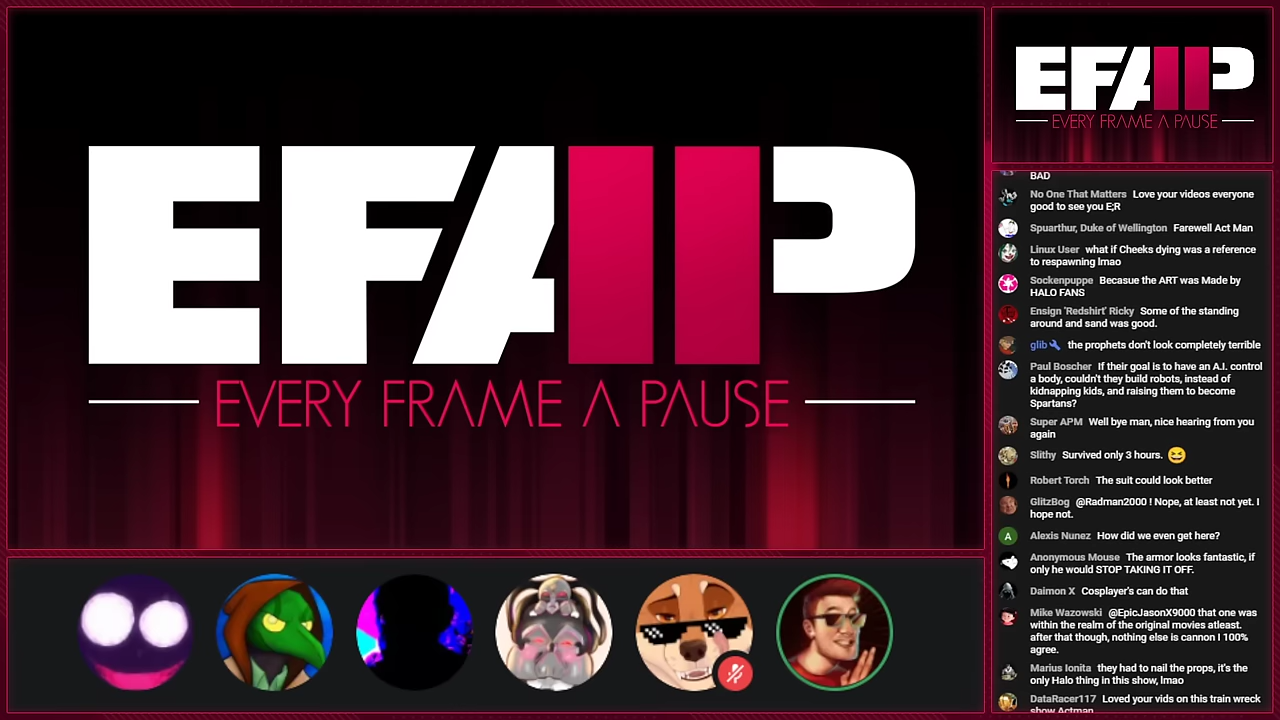 EFAP
EVERY FRAME A PAUSE
EFAP
EVERY FRAME A PAUSE
BAD
No One That Matters Love your videos everyone
good to see you E;R
Spuarthur, Duke of Wellington Farewell Act Man
Linux User what if Cheeks dying was a reference
to respawning lmao
Sockenpuppe Becasue the ART was Made by
HALO FANS
Ensign 'Redshirt' Ricky Some of the standing
around and sand was good.
glib the prophets don't look completely terrible
Paul Boscher If their goal is to have an A.I. control
a body, couldn't they build robots, instead of
kidnapping kids, and raising them to become
Spartans?
Super APM Well bye man, nice hearing from you
again
Slithy Survived only 3 hours. 😆
Robert Torch The suit could look better
GlitzBog @Radman2000 ! Nope, at least not yet. I
hope not.
A
Alexis Nunez How did we even get here?
Anonymous Mouse The armor looks fantastic, if
only he would STOP TAKING IT OFF.
Daimon X Cosplayer's can do that
Mike Wazowski @EpicJasonX9000 that one was
within the realm of the original movies atleast.
after that though, nothing else is cannon I 100%
agree.
Marius Ionita they had to nail the props, it's the
only Halo thing in this show, lmao
DataRacer117 Loved your vids on this train wreck
show Actman